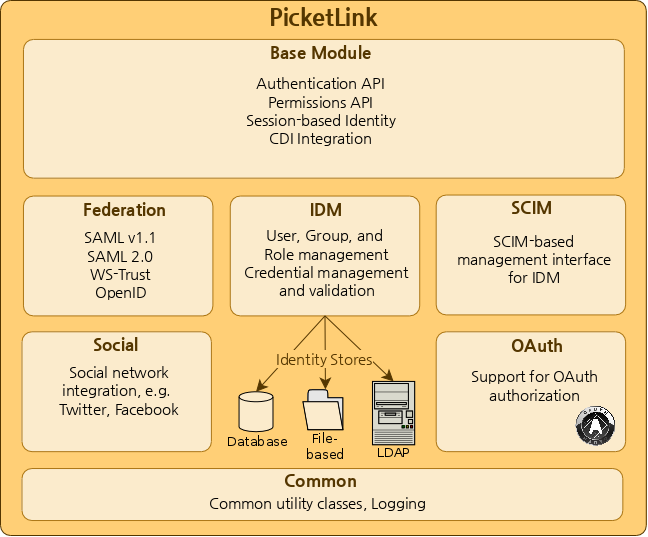 PicketLink
Base Module
Authentication API
Permissions API
Session-based Identity
CDI Integration
Federation
SAML v1.1
SAML 2.0
WS-Trust
OpenID
IDM
User, Group, and
Role management
Credential management
and validation
SCIM
SCIM-based
management interface
for IDM
Social
Social network
integration, e.g.
Twitter, Facebook
Identity Stores
Database
File-
based
LDAP
OAuth
Support for OAuth
authorization
Common
Common utility classes, Logging